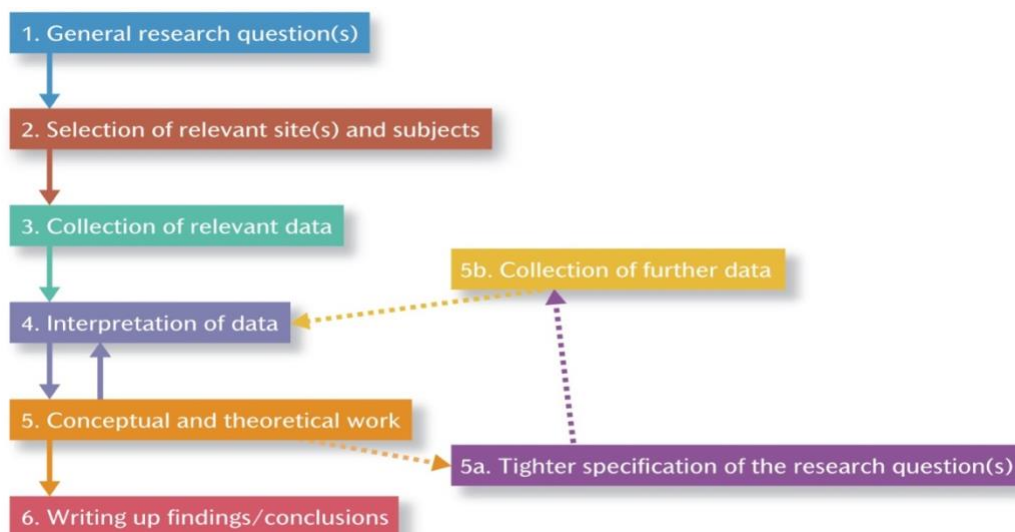 1. General research question(s)
2. Selection of relevant site(s) and subjects
3. Collection of relevant data
5b. Collection of further data
4. Interpretation of data
5. Conceptual and theoretical work
5a. Tighter specification of the research question(s)
6. Writing up findings/conclusions